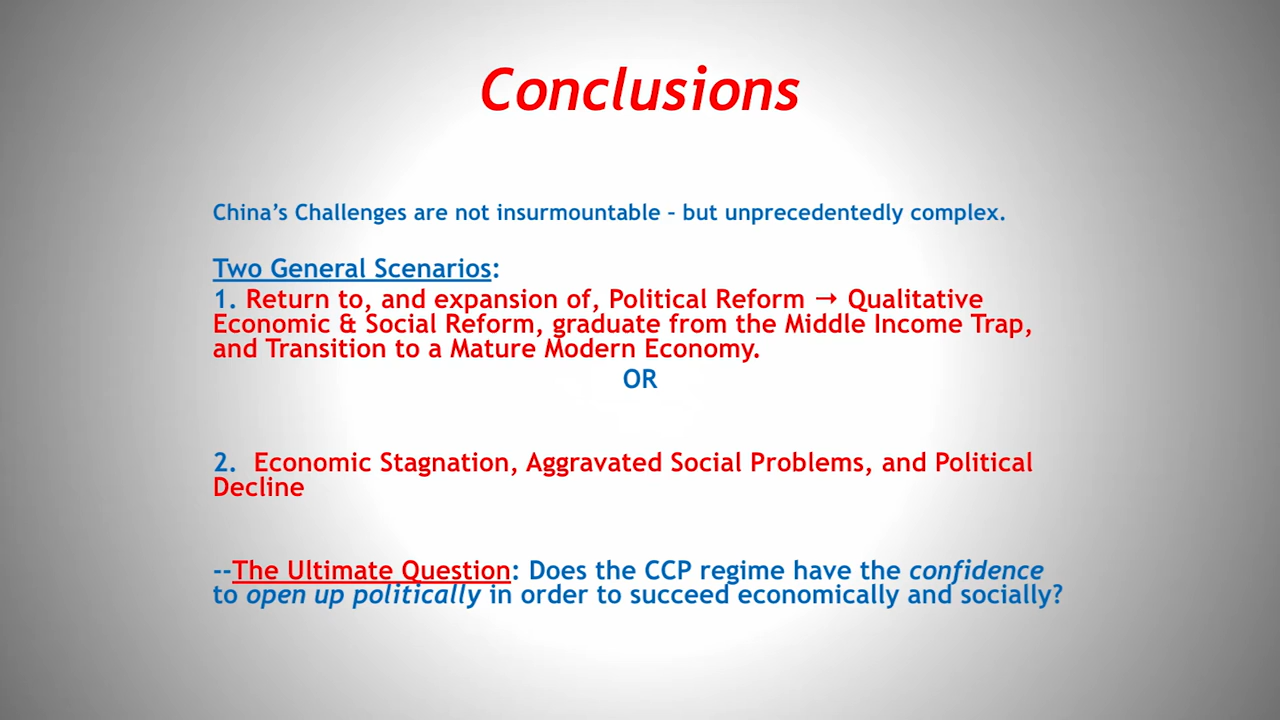 Conclusions
China’s Challenges are not insurmountable – but unprecedentedly complex.
Two General Scenarios:
1. Return to, and expansion of, Political Reform → Qualitative
Economic & Social Reform, graduate from the Middle Income Trap,
and Transition to a Mature Modern Economy.
OR
2. Economic Stagnation, Aggravated Social Problems, and Political
Decline
--The Ultimate Question: Does the CCP regime have the confidence
to open up politically in order to succeed economically and socially?